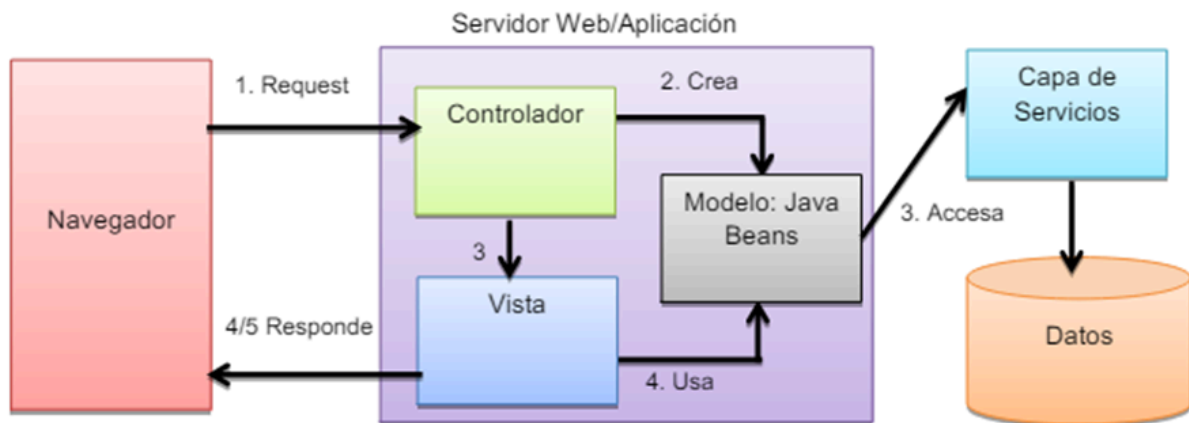 Servidor Web/Aplicación
1. Request
2. Crea
Capa de
Servicios
Controlador
Navegador
Modelo: Java
Beans
3. Accesa
3
Vista
4/5 Responde
4. Usa
Datos